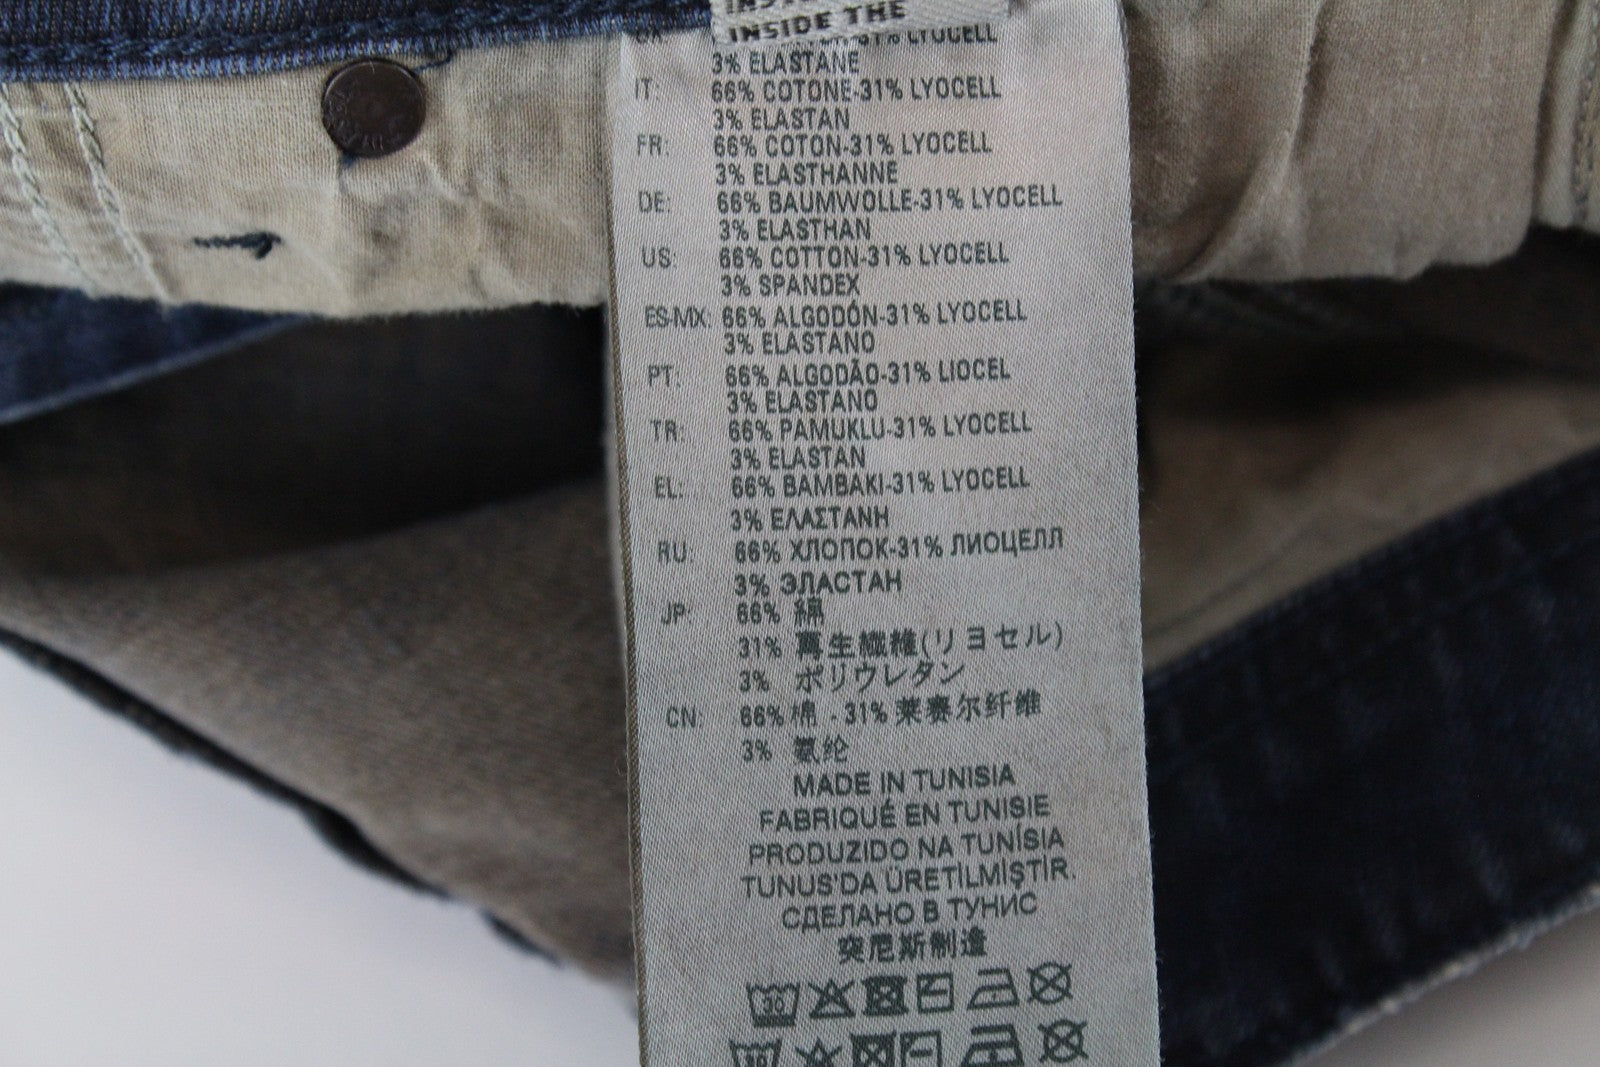 INSIDE THE
LYOCELL
3% ELASTANE
IT: 66% COTONE-31% LYOCELL
3% ELASTAN
FR: 66% COTON-31% LYOCELL
3% ELASTHANNE
DE: 66% BAUMWOLLE-31% LYOCELL
3% ELASTHAN
US: 66% COTTON-31% LYOCELL
3% SPANDEX
ES-MX: 66% ALGODÓN-31% LYOCELL
3% ELASTANO
PT: 66% ALGODÃO-31% LIOCEL
3% ELASTANO
TR: 66% PAMUKLU-31% LYOCELL
3% ELASTAN
EL: 66% BAMBAKI-31% LYOCELL
3% ΕΛΑΣΤΑΝΗ
RU: 66% ХЛОПОК-31% ЛИОЦЕЛЛ
3% ЭЛАСТАН
JP: 66% 綿
31% 再生繊維(リヨセル)
3% ポリウレタン
CN: 66% 棉 - 31% 莱赛尔纤维
3% 氨纶
MADE IN TUNISIA
FABRIQUÉ EN TUNISIE
PRODUZIDO NA TUNÍSIA
TUNUS'DA ÜRETİLMİŞTİR.
СДЕЛАНО В ТУНИС
突尼斯制造
30
30